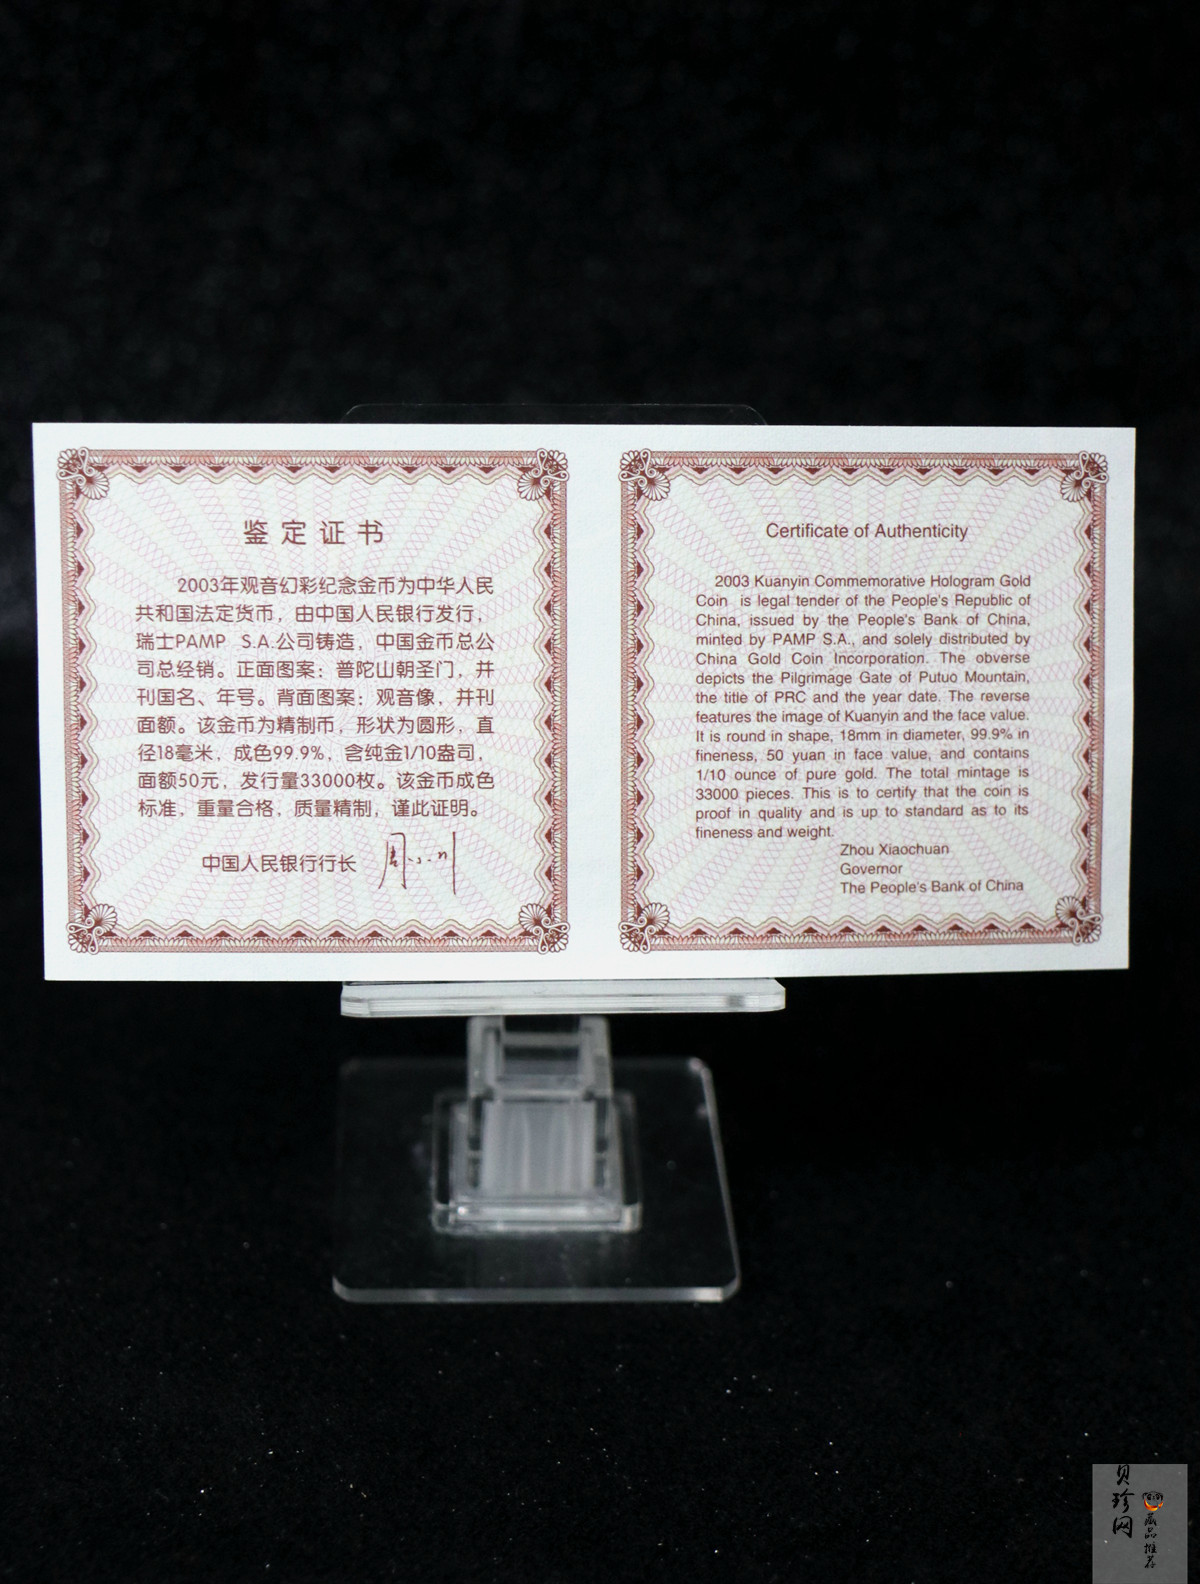 鉴定证书
2003年观音幻彩纪念金币为中华人民
共和国法定货币，由中国人民银行发行，
瑞士PAMP S.A.公司铸造，中国金币总公
司总经销。正面图案：普陀山朝圣门，并
刊国名、年号。背面图案：观音像，并刊
面额。该金币为精制币，形状为圆形，直
径18毫米，成色99.9%，含纯金1/10盎司，
面额50元，发行量33000枚。该金币成色
标准，重量合格，质量精制，谨此证明。
中国人民银行行长 周小川
Certificate of Authenticity
2003 Kuanyin Commemorative Hologram Gold
Coin is legal tender of the People's Republic of
China, issued by the People's Bank of China,
minted by PAMP S.A., and solely distributed by
China Gold Coin Incorporation. The obverse
depicts the Pilgrimage Gate of Putuo Mountain,
the title of PRC and the year date. The reverse
features the image of Kuanyin and the face value.
It is round in shape, 18mm in diameter, 99.9% in
fineness, 50 yuan in face value, and contains
1/10 ounce of pure gold. The total mintage is
33000 pieces. This is to certify that the coin is
proof in quality and is up to standard as to its
fineness and weight.
Zhou Xiaochuan
Governor
The People's Bank of China
贝珍网
藏品推荐